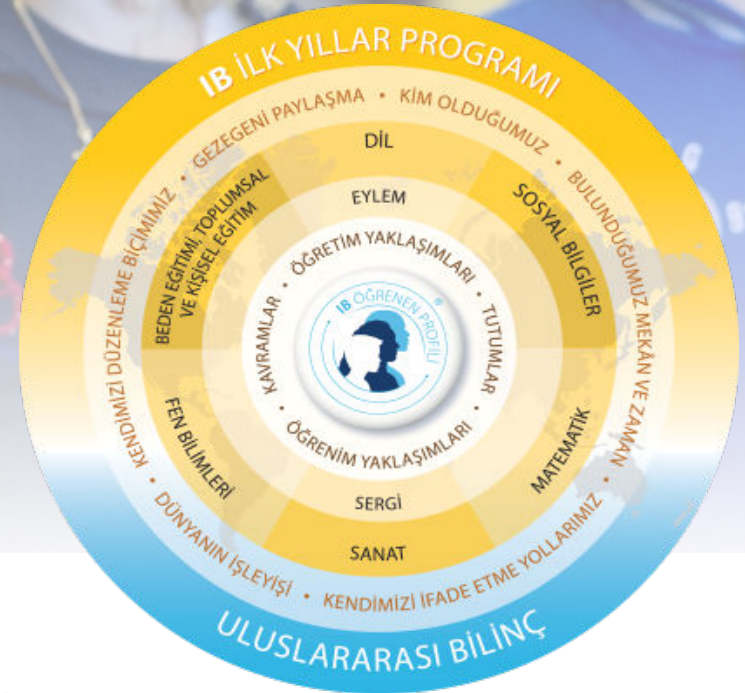 IB İLK YILLAR PROGRAMI
GEZEGENİ PAYLAŞMA • KİM OLDUĞUMUZ • BULUNDUĞUMUZ MEKÂN VE ZAMAN • KENDİMİZİ İFADE ETME YOLLARIMIZ • DÜNYANIN İŞLEYİŞİ • KENDİMİZİ DÜZENLEME BİÇİMİMİZ •
DİL
SOSYAL BİLGİLER
MATEMATİK
SANAT
FEN BİLİMLERİ
BEDEN EĞİTİMİ, TOPLUMSAL
VE KİŞİSEL EĞİTİM
EYLEM
SERGİ
ÖĞRETİM YAKLAŞIMLARI • TUTUMLAR • ÖĞRENİM YAKLAŞIMLARI • KAVRAMLAR •
IB ÖĞRENEN PROFİLİ ®
ULUSLARARASI BİLİNÇ